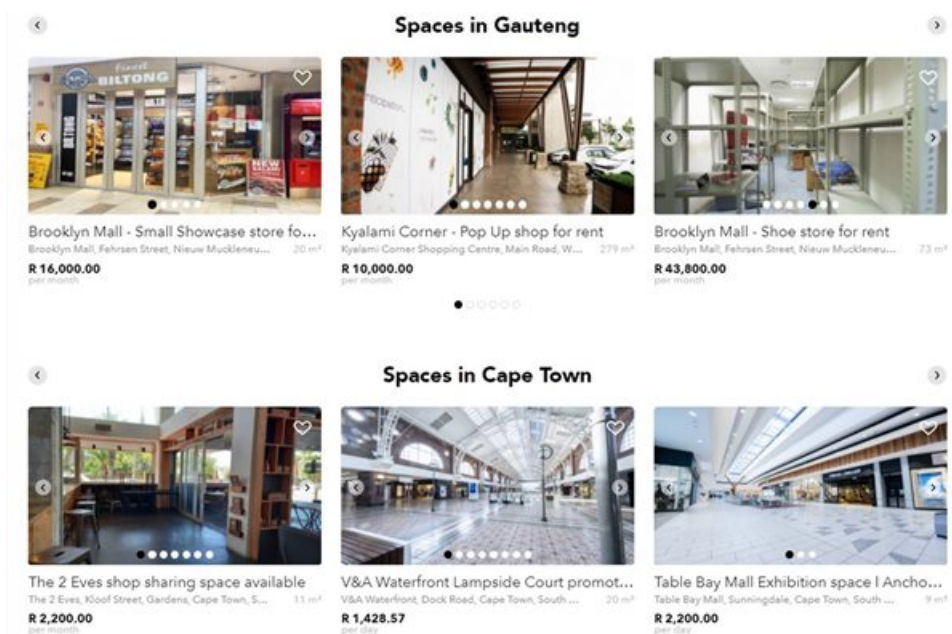 Spaces in Gauteng
Finest
BILTONG
NEW
Brooklyn Mall - Small Showcase store fo...
Brooklyn Mall, Fehrsen Street, Nieuw Muckleneu... 20 m²
R 16,000.00
per month
Kyalami Corner - Pop Up shop for rent
Kyalami Corner Shopping Centre, Main Road, W... 279 m²
R 10,000.00
per month
Brooklyn Mall - Shoe store for rent
Brooklyn Mall, Fehrsen Street, Nieuw Muckleneu... 73 m²
R 43,800.00
per month
Spaces in Cape Town
The 2 Eves shop sharing space available
The 2 Eves, Kloof Street, Gardens, Cape Town, S... 11 m²
R 2,200.00
per month
V&A Waterfront Lampside Court promot...
V&A Waterfront, Dock Road, Cape Town, South ... 20 m²
R 1,428.57
per day
Table Bay Mall Exhibition space l Ancho...
Table Bay Mall, Sunningdale, Cape Town, South ... 9 m²
R 2,200.00
per day